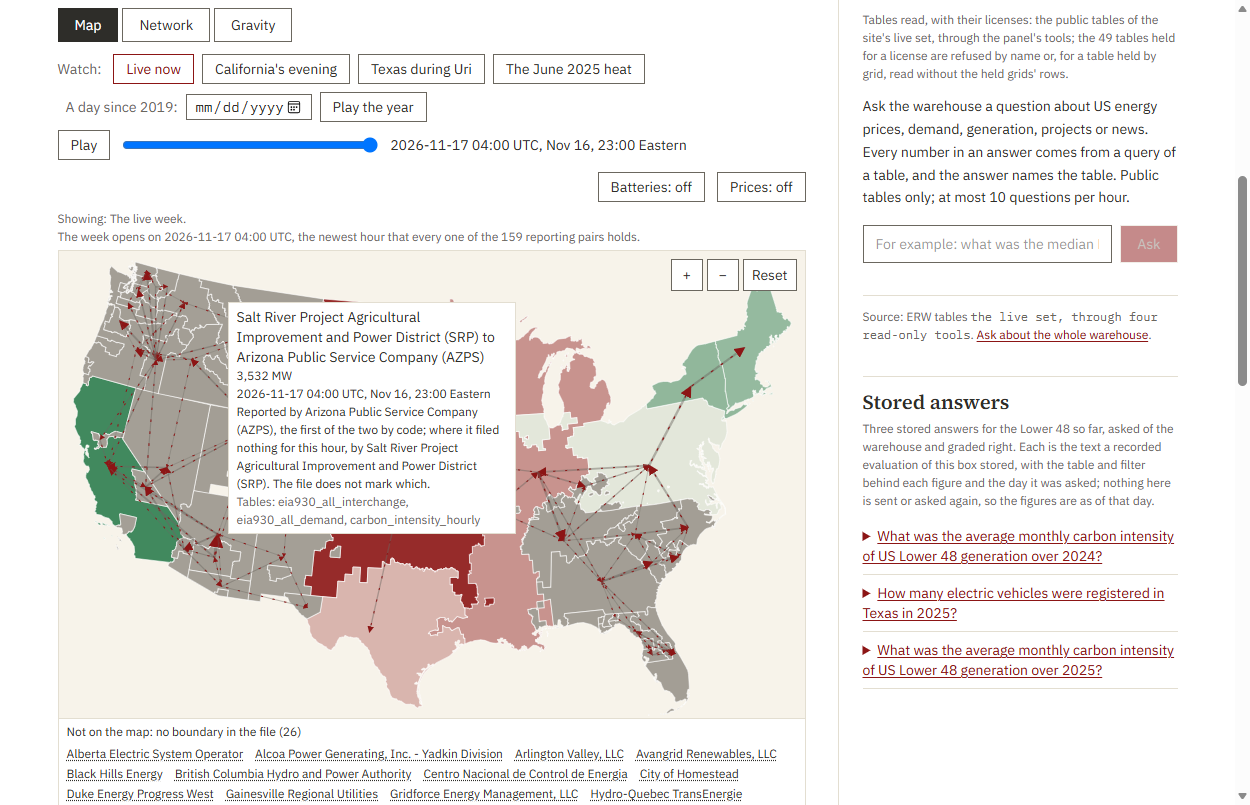 Map Network Gravity
Watch: Live now California's evening Texas during Uri The June 2025 heat
A day since 2019: mm/dd/yyyy Play the year
Play 2026-11-17 04:00 UTC, Nov 16, 23:00 Eastern
Batteries: off Prices: off
Showing: The live week.
The week opens on 2026-11-17 04:00 UTC, the newest hour that every one of the 159 reporting pairs holds.
+ − Reset
Salt River Project Agricultural
Improvement and Power District (SRP) to
Arizona Public Service Company (AZPS)
3,532 MW
2026-11-17 04:00 UTC, Nov 16, 23:00 Eastern
Reported by Arizona Public Service Company
(AZPS), the first of the two by code; where it filed
nothing for this hour, by Salt River Project
Agricultural Improvement and Power District
(SRP). The file does not mark which.
Tables: eia930_all_interchange,
eia930_all_demand, carbon_intensity_hourly
Not on the map: no boundary in the file (26)
Alberta Electric System Operator Alcoa Power Generating, Inc. - Yadkin Division Arlington Valley, LLC Avangrid Renewables, LLC
Black Hills Energy British Columbia Hydro and Power Authority Centro Nacional de Control de Energia City of Homestead
Duke Energy Progress West Gainesville Regional Utilities Gridforce Energy Management, LLC Hydro-Quebec TransEnergie
Tables read, with their licenses: the public tables of the
site's live set, through the panel's tools; the 49 tables held
for a license are refused by name or, for a table held by
grid, read without the held grids' rows.
Ask the warehouse a question about US energy
prices, demand, generation, projects or news.
Every number in an answer comes from a query of
a table, and the answer names the table. Public
tables only; at most 10 questions per hour.
For example: what was the median Ask
Source: ERW tables the live set, through four
read-only tools. Ask about the whole warehouse.
Stored answers
Three stored answers for the Lower 48 so far, asked of the
warehouse and graded right. Each is the text a recorded
evaluation of this box stored, with the table and filter
behind each figure and the day it was asked; nothing here
is sent or asked again, so the figures are as of that day.
What was the average monthly carbon intensity
of US Lower 48 generation over 2024?
How many electric vehicles were registered in
Texas in 2025?
What was the average monthly carbon intensity
of US Lower 48 generation over 2025?